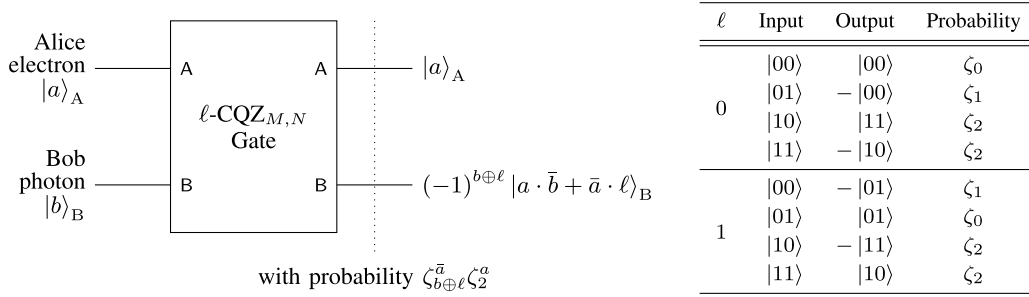 Alice
electron
|a⟩_A
Bob
photon
|b⟩_B
A
A
B
B
ℓ-CQZ_{M,N}
Gate
|a⟩_A
(−1)^{b⊕ℓ} |a · b̄ + ā · ℓ⟩_B
with probability ζ_{b⊕ℓ}^{ā} ζ_2^a
ℓ Input Output Probability
0
|00⟩ |00⟩ ζ_0
|01⟩ − |00⟩ ζ_1
|10⟩ |11⟩ ζ_2
|11⟩ − |10⟩ ζ_2
1
|00⟩ − |01⟩ ζ_1
|01⟩ |01⟩ ζ_0
|10⟩ − |11⟩ ζ_2
|11⟩ |10⟩ ζ_2